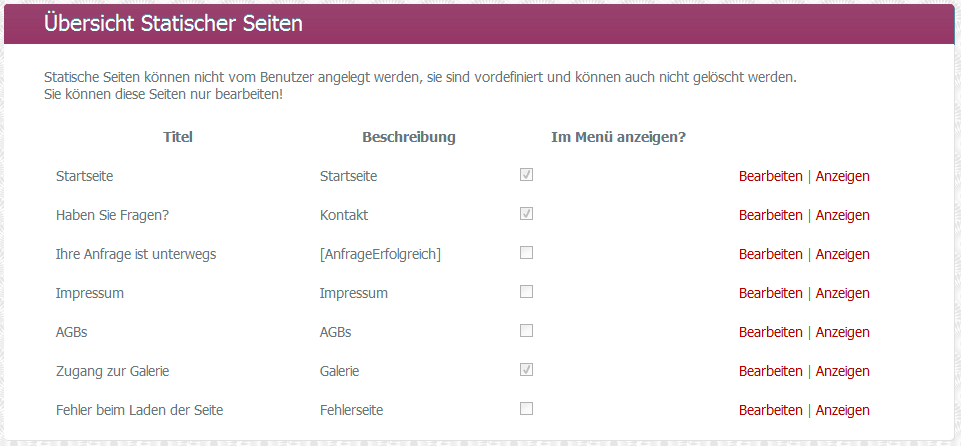 Übersicht Statischer Seiten
Statische Seiten können nicht vom Benutzer angelegt werden, sie sind vordefiniert und können auch nicht gelöscht werden.
Sie können diese Seiten nur bearbeiten!
Titel Beschreibung Im Menü anzeigen?
Startseite Startseite Bearbeiten | Anzeigen
Haben Sie Fragen? Kontakt Bearbeiten | Anzeigen
Ihre Anfrage ist unterwegs [AnfrageErfolgreich] Bearbeiten | Anzeigen
Impressum Impressum Bearbeiten | Anzeigen
AGBs AGBs Bearbeiten | Anzeigen
Zugang zur Galerie Galerie Bearbeiten | Anzeigen
Fehler beim Laden der Seite Fehlerseite Bearbeiten | Anzeigen